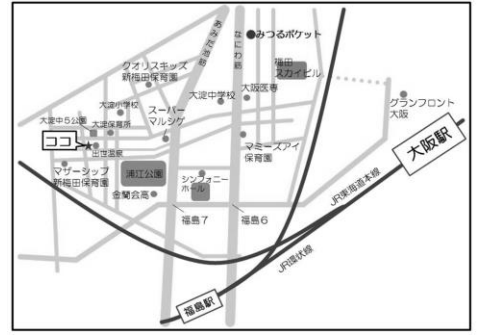 あみだ池筋
なにわ筋
みつるポケット
クオリスキッズ
新梅田保育園
梅田
スカイビル
大淀中学校
大阪医専
グランフロント
大阪
大淀小学校
スーパー
マルシゲ
大淀中5公園
大淀保育所
ココ
出世温泉
マミーズアイ
保育園
大阪駅
マザーシップ
新梅田保育園
浦江公園
シンフォニー
ホール
金蘭会高
JR東海道本線
福島7
福島6
JR環状線
福島駅